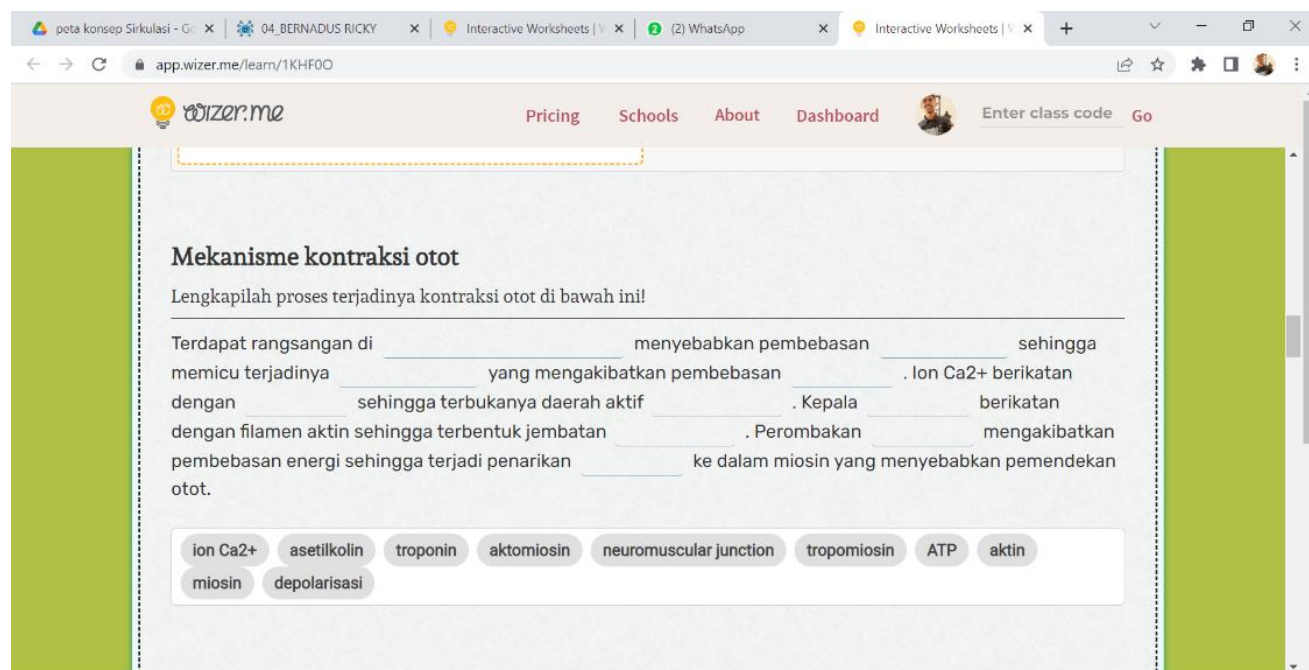 peta konsep Sirkulasi - Go
04_BERNADUS RICKY
Interactive Worksheets | W
2 (2) WhatsApp
Interactive Worksheets | W
app.wizer.me/learn/1KHF0O
wizer.me
Pricing Schools About Dashboard Enter class code Go
Mekanisme kontraksi otot
Lengkapilah proses terjadinya kontraksi otot di bawah ini!
Terdapat rangsangan di menyebabkan pembebasan sehingga
memicu terjadinya yang mengakibatkan pembebasan . Ion Ca2+ berikatan
dengan sehingga terbukanya daerah aktif . Kepala berikatan
dengan filamen aktin sehingga terbentuk jembatan . Perombakan mengakibatkan
pembebasan energi sehingga terjadi penarikan ke dalam miosin yang menyebabkan pemendekan
otot.
ion Ca2+ asetilkolin troponin aktomiosin neuromuscular junction tropomiosin ATP aktin
miosin depolarisasi